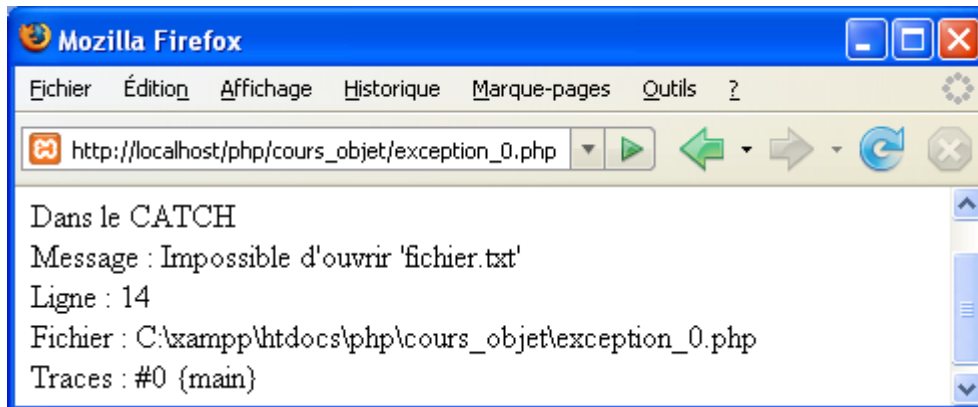 Mozilla Firefox
Fichier Édition Affichage Historique Marque-pages Outils ?
http://localhost/php/cours_objet/exception_0.php
Dans le CATCH
Message : Impossible d'ouvrir 'fichier.txt'
Ligne : 14
Fichier : C:\xampp\htdocs\php\cours_objet\exception_0.php
Traces : #0 {main}